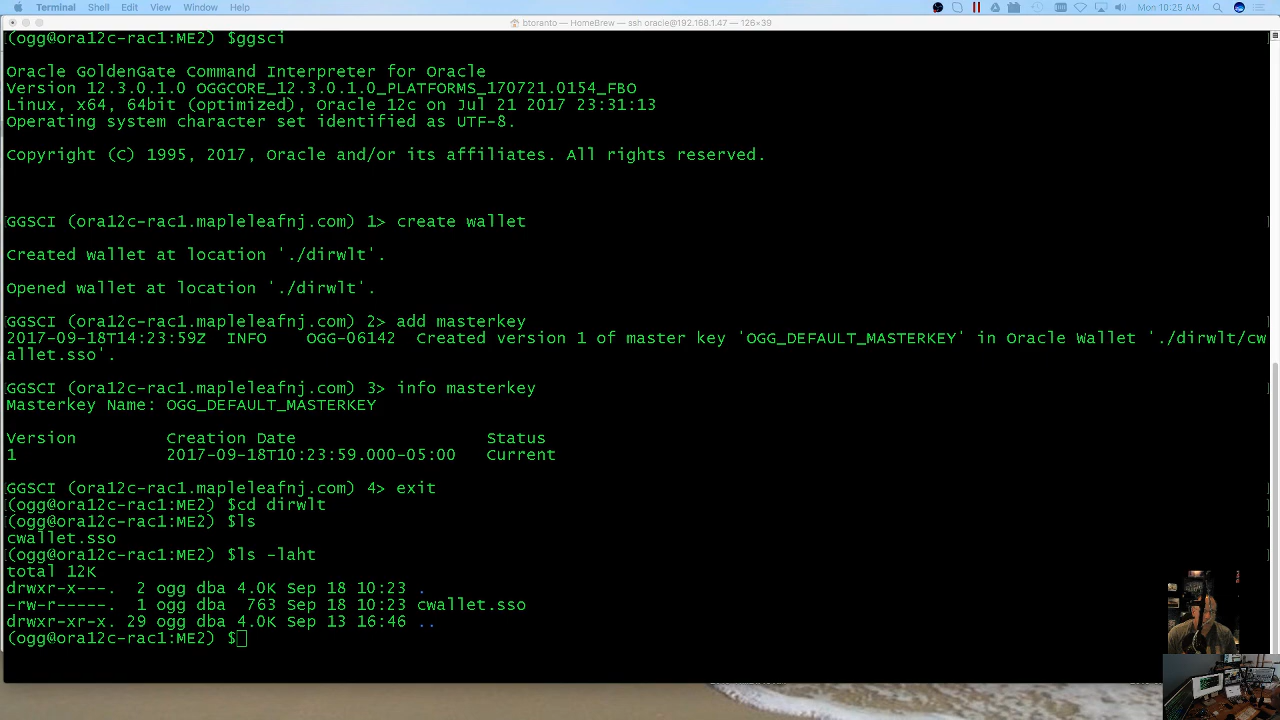 Terminal Shell Edit View Window Help
Mon 10:25 AM
btoranto — HomeBrew — ssh oracle@192.168.1.47 — 126×39
(ogg@ora12c-rac1:ME2) $ggsci
Oracle GoldenGate Command Interpreter for Oracle
Version 12.3.0.1.0 OGGCORE_12.3.0.1.0_PLATFORMS_170721.0154_FBO
Linux, x64, 64bit (optimized), Oracle 12c on Jul 21 2017 23:31:13
Operating system character set identified as UTF-8.
Copyright (C) 1995, 2017, Oracle and/or its affiliates. All rights reserved.
GGSCI (ora12c-rac1.mapleleafnj.com) 1> create wallet
Created wallet at location './dirwlt'.
Opened wallet at location './dirwlt'.
GGSCI (ora12c-rac1.mapleleafnj.com) 2> add masterkey
2017-09-18T14:23:59Z  INFO    OGG-06142  Created version 1 of master key 'OGG_DEFAULT_MASTERKEY' in Oracle Wallet './dirwlt/cw
allet.sso'.
GGSCI (ora12c-rac1.mapleleafnj.com) 3> info masterkey
Masterkey Name: OGG_DEFAULT_MASTERKEY
Version         Creation Date                   Status
1               2017-09-18T10:23:59.000-05:00   Current
GGSCI (ora12c-rac1.mapleleafnj.com) 4> exit
(ogg@ora12c-rac1:ME2) $cd dirwlt
(ogg@ora12c-rac1:ME2) $ls
cwallet.sso
(ogg@ora12c-rac1:ME2) $ls -laht
total 12K
drwxr-x---.  2 ogg dba 4.0K Sep 18 10:23 .
-rw-r-----.  1 ogg dba  763 Sep 18 10:23 cwallet.sso
drwxr-xr-x. 29 ogg dba 4.0K Sep 13 16:46 ..
(ogg@ora12c-rac1:ME2) $